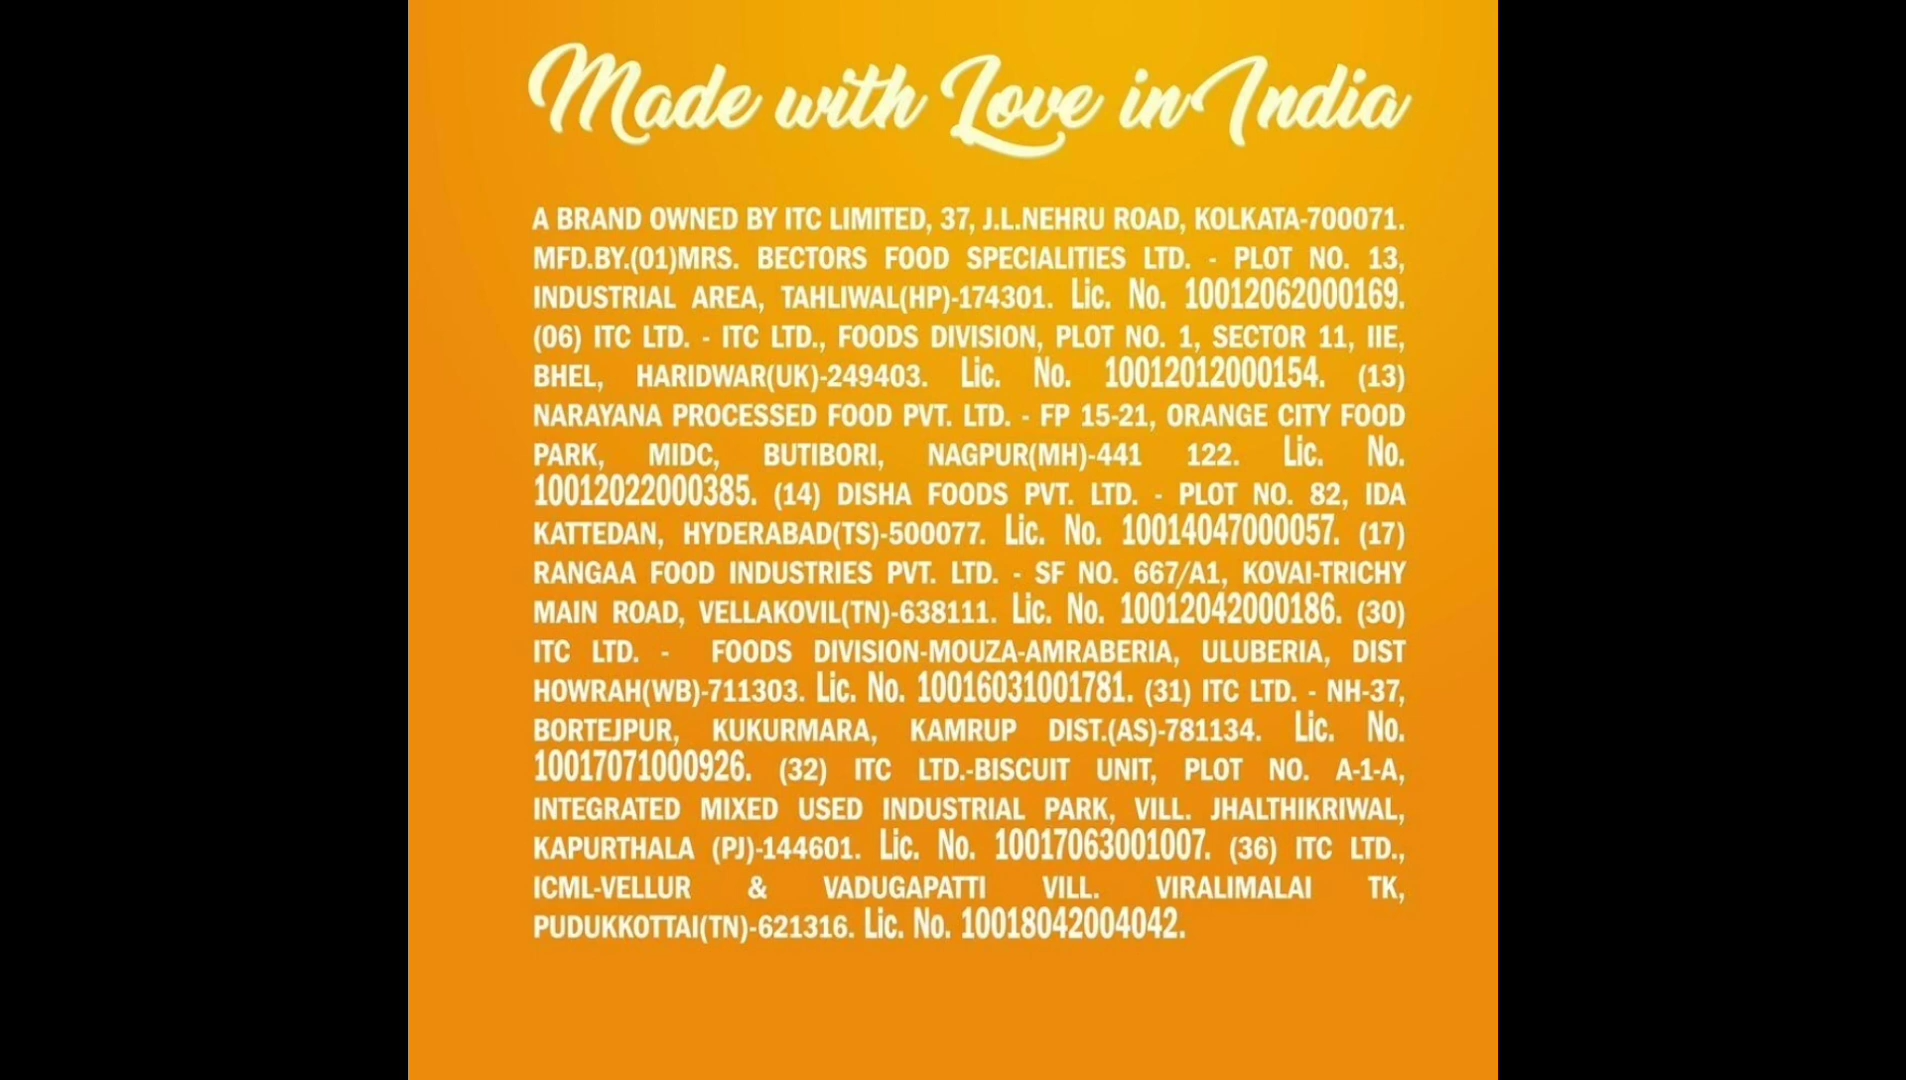 Made with Love in India
A BRAND OWNED BY ITC LIMITED, 37, J.L.NEHRU ROAD, KOLKATA-700071.
MFD.BY.(01)MRS. BECTORS FOOD SPECIALITIES LTD. - PLOT NO. 13,
INDUSTRIAL AREA, TAHLIWAL(HP)-174301. Lic. No. 10012062000169.
(06) ITC LTD. - ITC LTD., FOODS DIVISION, PLOT NO. 1, SECTOR 11, IIE,
BHEL, HARIDWAR(UK)-249403. Lic. No. 10012012000154. (13)
NARAYANA PROCESSED FOOD PVT. LTD. - FP 15-21, ORANGE CITY FOOD
PARK, MIDC, BUTIBORI, NAGPUR(MH)-441 122. Lic. No.
10012022000385. (14) DISHA FOODS PVT. LTD. - PLOT NO. 82, IDA
KATTEDAN, HYDERABAD(TS)-500077. Lic. No. 10014047000057. (17)
RANGAA FOOD INDUSTRIES PVT. LTD. - SF NO. 667/A1, KOVAI-TRICHY
MAIN ROAD, VELLAKOVIL(TN)-638111. Lic. No. 10012042000186. (30)
ITC LTD. - FOODS DIVISION-MOUZA-AMRABERIA, ULUBERIA, DIST
HOWRAH(WB)-711303. Lic. No. 10016031001781. (31) ITC LTD. - NH-37,
BORTEJPUR, KUKURMARA, KAMRUP DIST.(AS)-781134. Lic. No.
10017071000926. (32) ITC LTD.-BISCUIT UNIT, PLOT NO. A-1-A,
INTEGRATED MIXED USED INDUSTRIAL PARK, VILL. JHALTHIKRIWAL,
KAPURTHALA (PJ)-144601. Lic. No. 10017063001007. (36) ITC LTD.,
ICML-VELLUR & VADUGAPATTI VILL. VIRALIMALAI TK,
PUDUKKOTTAI(TN)-621316. Lic. No. 10018042004042.